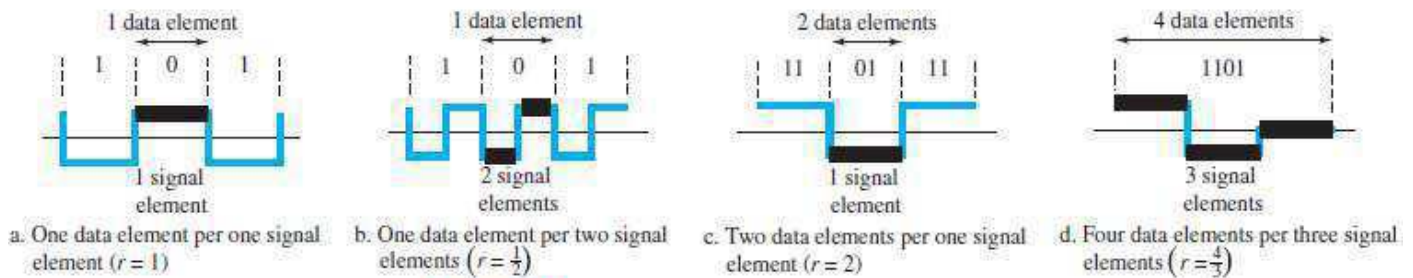 1 data element
1 0 1
1 signal
element
a. One data element per one signal
element (r = 1)
1 data element
1 0 1
2 signal
elements
b. One data element per two signal
elements (r = 1/2)
2 data elements
11 01 11
1 signal
element
c. Two data elements per one signal
element (r = 2)
4 data elements
1101
3 signal
elements
d. Four data elements per three signal
elements (r = 4/3)